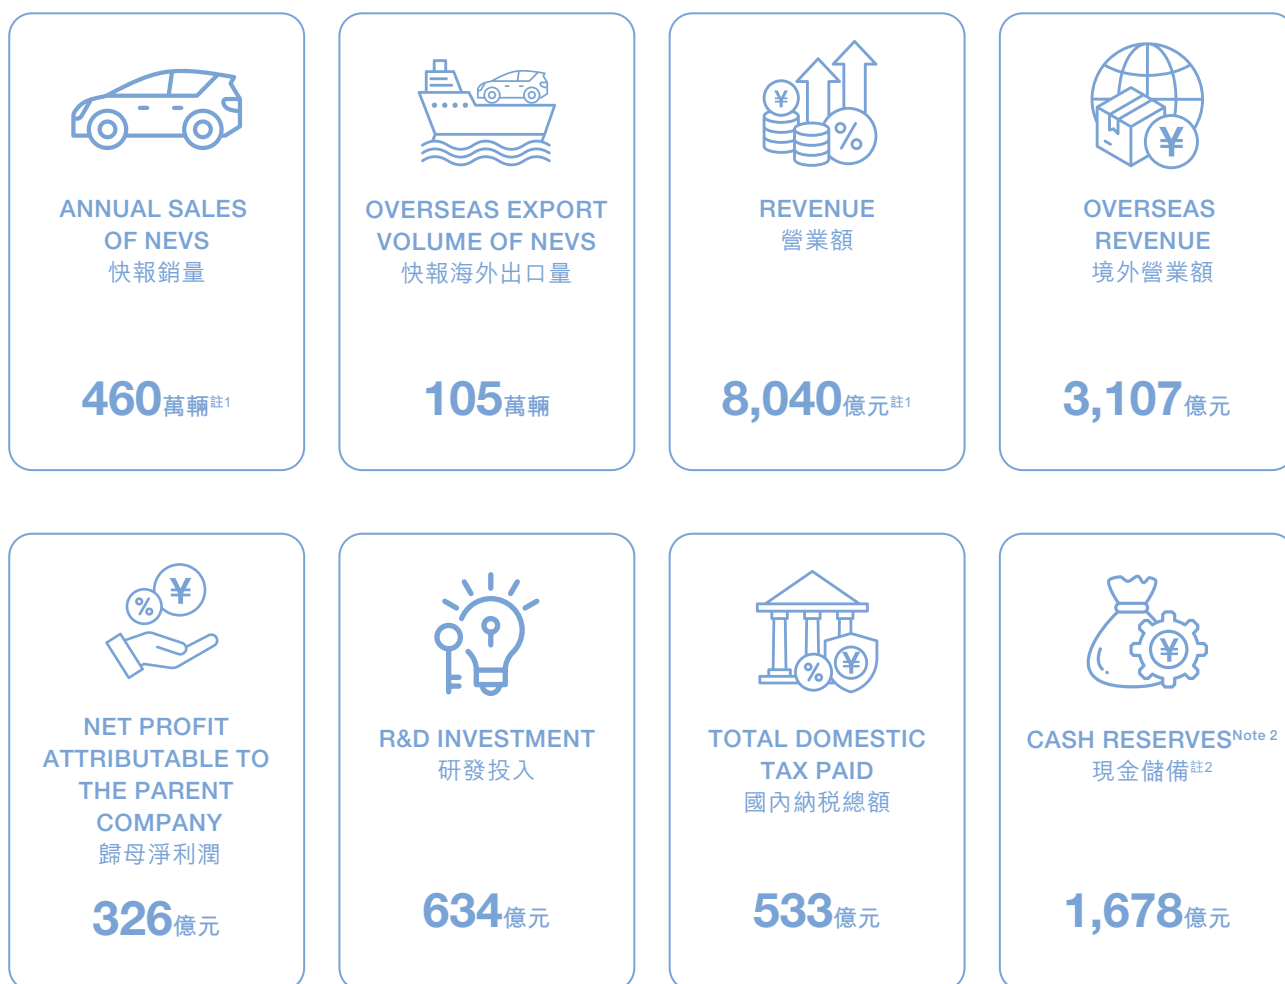 ANNUAL SALES
OF NEVS
快報銷量
460萬輛註1
OVERSEAS EXPORT
VOLUME OF NEVS
快報海外出口量
105萬輛
REVENUE
營業額
8,040億元註1
OVERSEAS
REVENUE
境外營業額
3,107億元
NET PROFIT
ATTRIBUTABLE TO
THE PARENT
COMPANY
歸母淨利潤
326億元
R&D INVESTMENT
研發投入
634億元
TOTAL DOMESTIC
TAX PAID
國內納税總額
533億元
CASH RESERVES Note 2
現金儲備註2
1,678億元